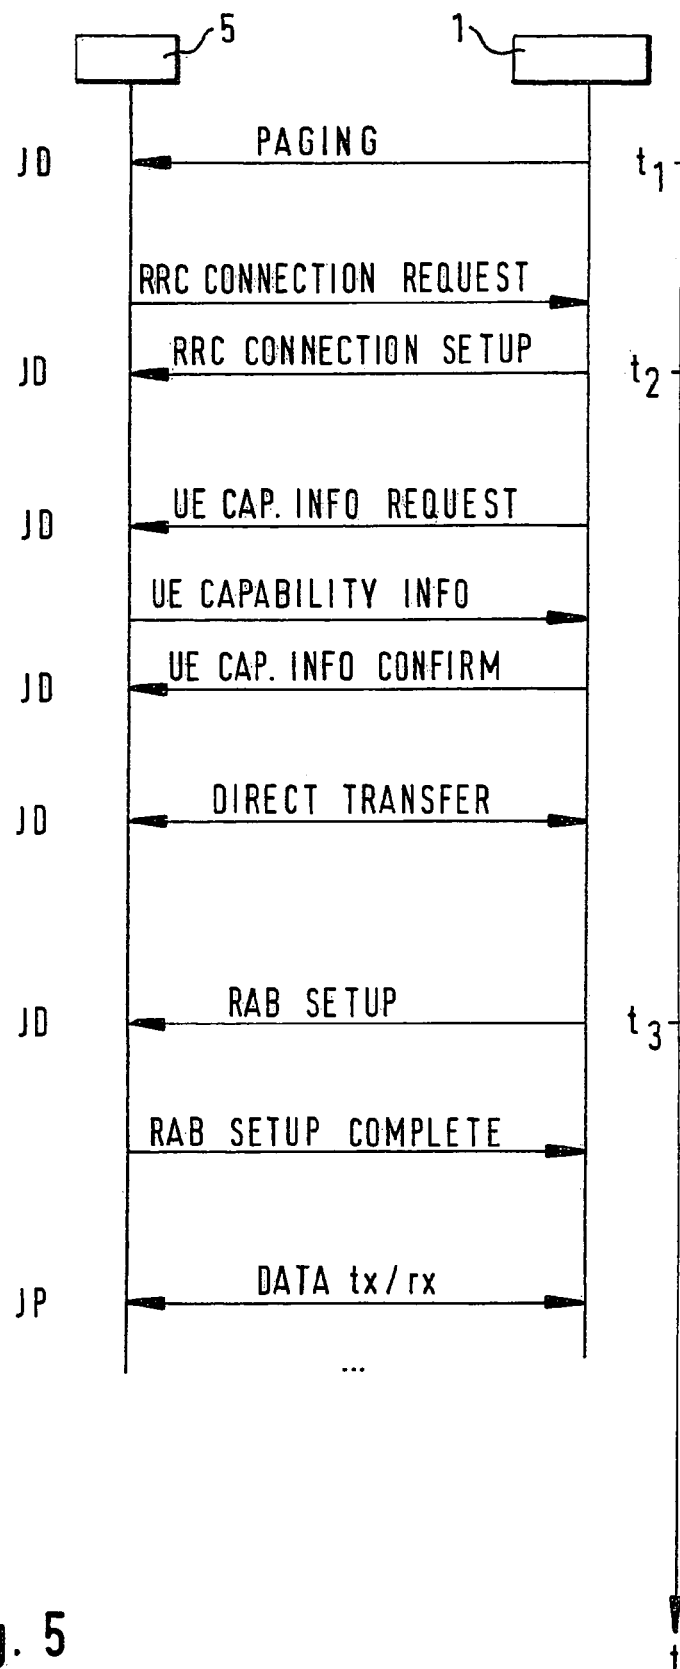 5 1
JD PAGING t1
RRC CONNECTION REQUEST
JD RRC CONNECTION SETUP t2
JD UE CAP. INFO REQUEST
UE CAPABILITY INFO
JD UE CAP. INFO CONFIRM
JD DIRECT TRANSFER
JD RAB SETUP t3
RAB SETUP COMPLETE
JP DATA tx/rx
...
. 5
t